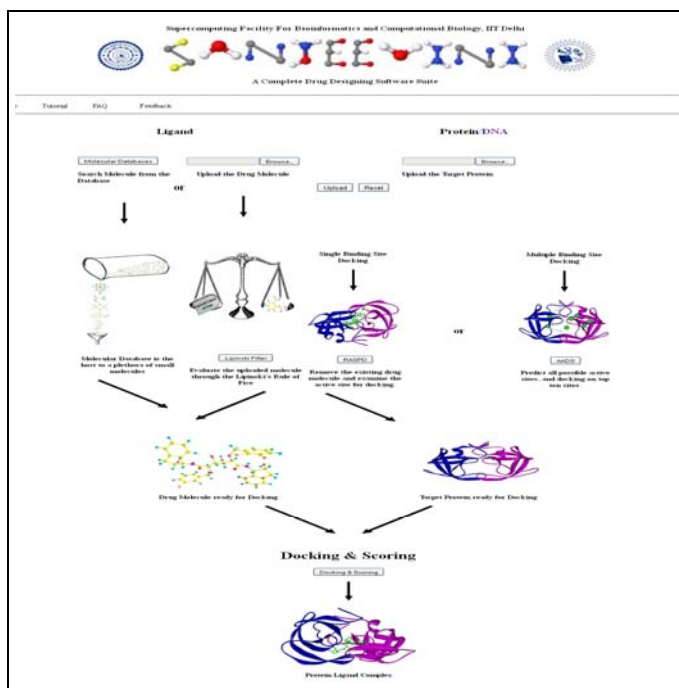 Supercomputing Facility For Bioinformatics and Computational Biology, IIT Delhi
SANJEEVINI
A Complete Drug Designing Software Suite
Tutorial FAQ Feedback
Ligand
Protein/DNA
Molecular Databases
Browse...
Browse...
Search Molecule from the
Database
or
Upload the Drug Molecule
Upload Reset
Upload the Target Protein
Single Binding Site
Docking
Multiple Binding Site
Docking
or
Molecular Database is the
host to a plethora of small
molecules
Lipinski Filter
Evaluate the uploaded molecule
through the Lipinski's Rule of
Five
RASPD
Remove the existing drug
molecule and examine the
active site for docking.
AADS
Predict all possible active
sites...and docking on top
ten sites.
Drug Molecule ready for Docking
Target Protein ready for Docking
Docking & Scoring
Docking & Scoring
Protein Ligand Complex